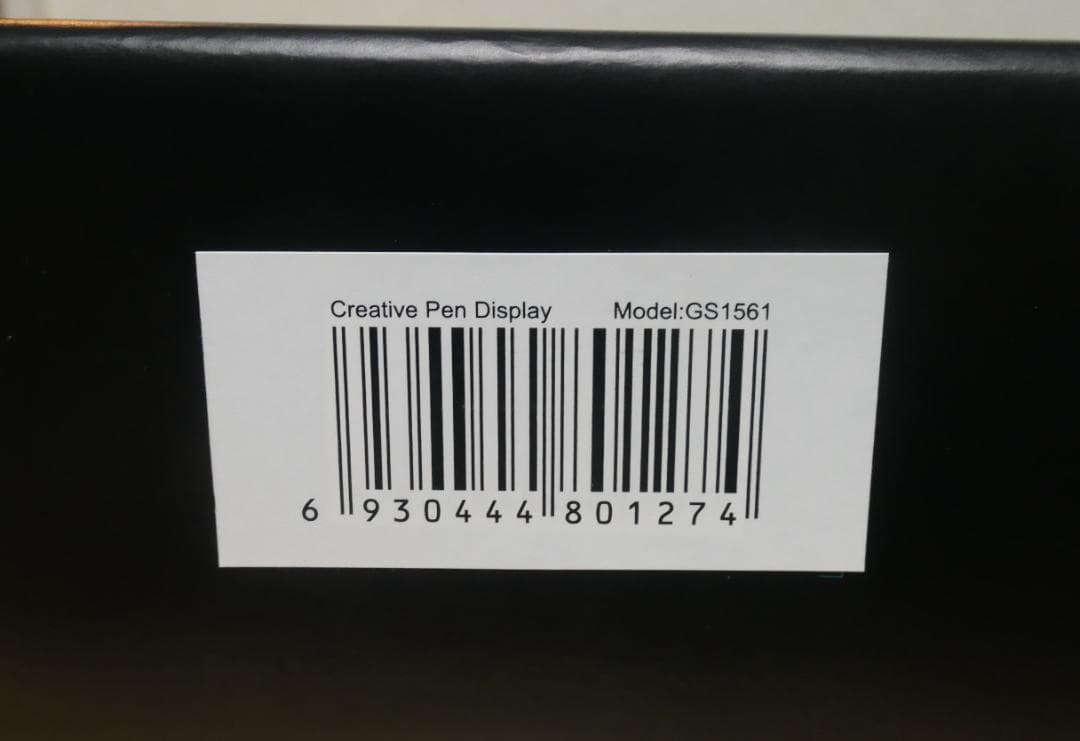 Creative Pen Display Model:GS1561
6 930444 801274